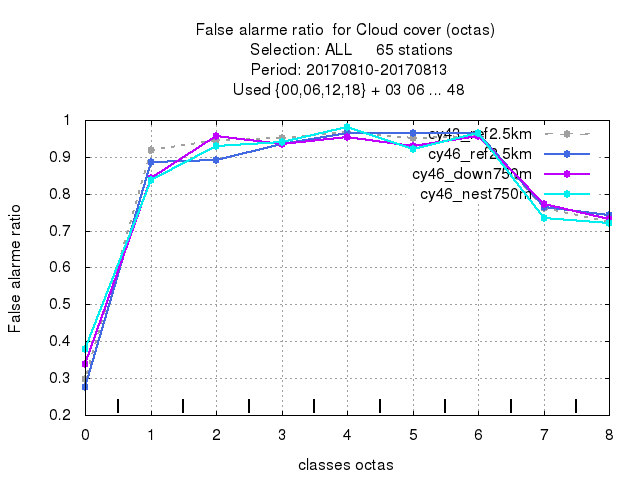 False alarme ratio  for Cloud cover (octas)
Selection: ALL     65 stations
Period: 20170810-20170813
Used {00,06,12,18} + 03 06 ... 48
1
0.9
0.8
0.7
0.6
0.5
0.4
0.3
0.2
cy43_ref2.5km
cy46_ref2.5km
cy46_down750m
cy46_nest750m
False alarme ratio
0 1 2 3 4 5 6 7 8
classes octas